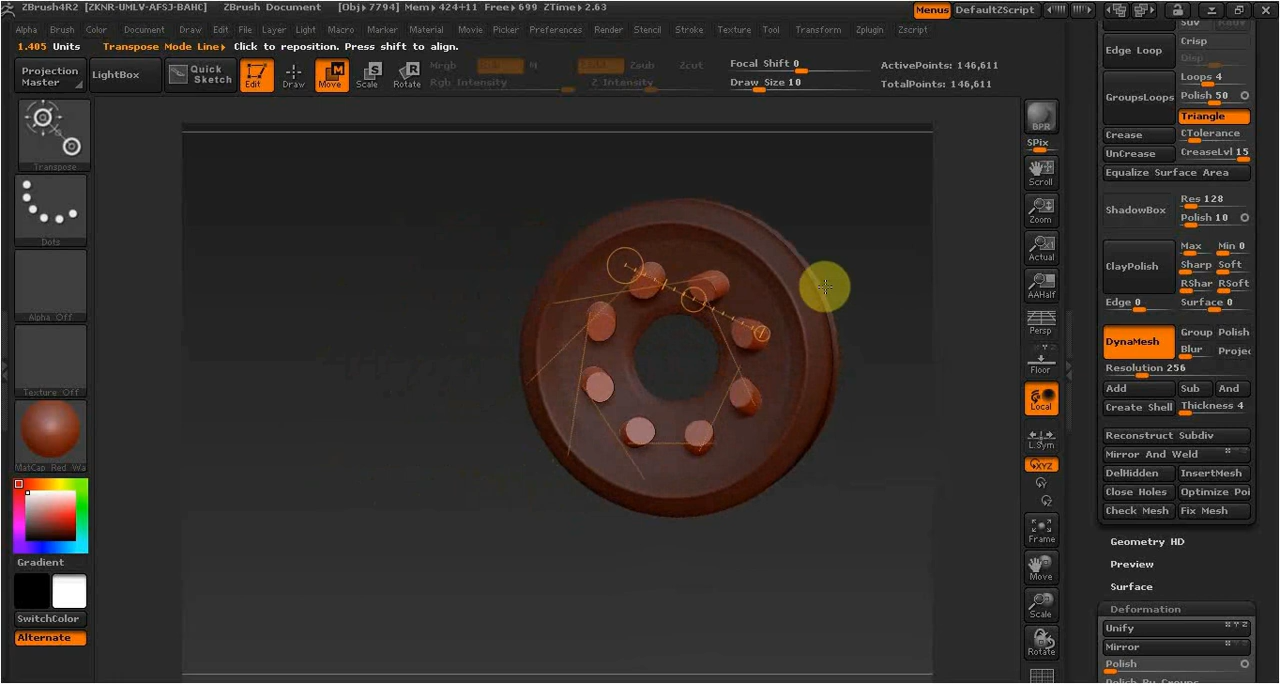 ZBrush4R2 [ZKNR-UMLV-AFSJ-BAHC] ZBrush Document [Obj▸ 7794] Mem▸ 424+11 Free▸ 699 ZTime▸ 2.63 Menus DefaultZScript
Alpha Brush Color Document Draw Edit File Layer Light Macro Marker Material Movie Picker Preferences Render Stencil Stroke Texture Tool Transform Zplugin Zscript
1.405 Units Transpose Mode Line▸ Click to reposition. Press shift to align.
Projection Master
LightBox
Quick Sketch
Edit
Draw
Move
Scale
Rotate
Mrgb M
Rgb Intensity
Zsub Zcut
Z Intensity
Focal Shift 0
Draw Size 10
ActivePoints: 146,611
TotalPoints: 146,611
Transpose
Dots
Alpha Off
Texture Off
MatCap Red Wa
Gradient
SwitchColor
Alternate
BPR
SPix
Scroll
Zoom
Actual
AAHalf
Persp
Floor
Local
L.Sym
XYZ
Frame
Move
Scale
Rotate
Edge Loop
Crisp
Disp
GroupsLoops
Loops 4
Polish 50
Triangle
Crease CTolerance
UnCrease CreaseLvl 15
Equalize Surface Area
ShadowBox
Res 128
Polish 10
ClayPolish
Max Min 0
Sharp Soft
RShar RSoft
Edge 0 Surface 0
DynaMesh
Group Polish
Blur Projec
Resolution 256
Add Sub And
Create Shell Thickness 4
Reconstruct Subdiv
Mirror And Weld
DelHidden InsertMesh
Close Holes Optimize Poi
Check Mesh Fix Mesh
Geometry HD
Preview
Surface
Deformation
Unify X Y Z
Mirror
Polish
Polish By Groups